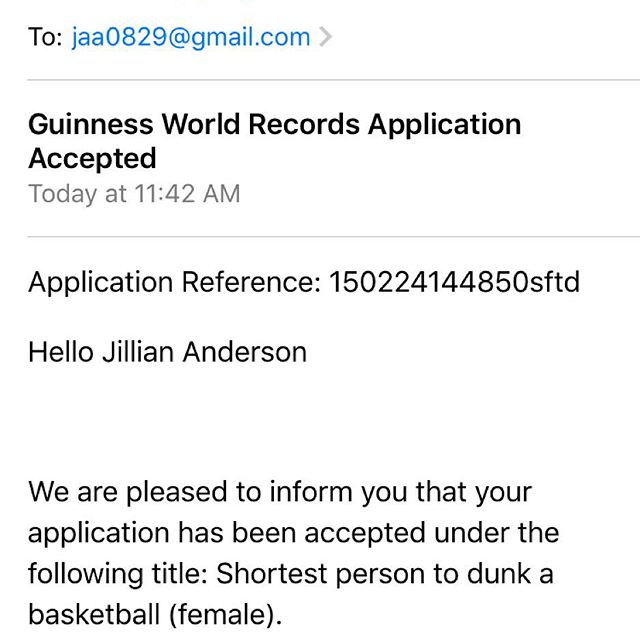 To: jaa0829@gmail.com
Guinness World Records Application
Accepted
Today at 11:42 AM
Application Reference: 150224144850sftd
Hello Jillian Anderson
We are pleased to inform you that your
application has been accepted under the
following title: Shortest person to dunk a
basketball (female).